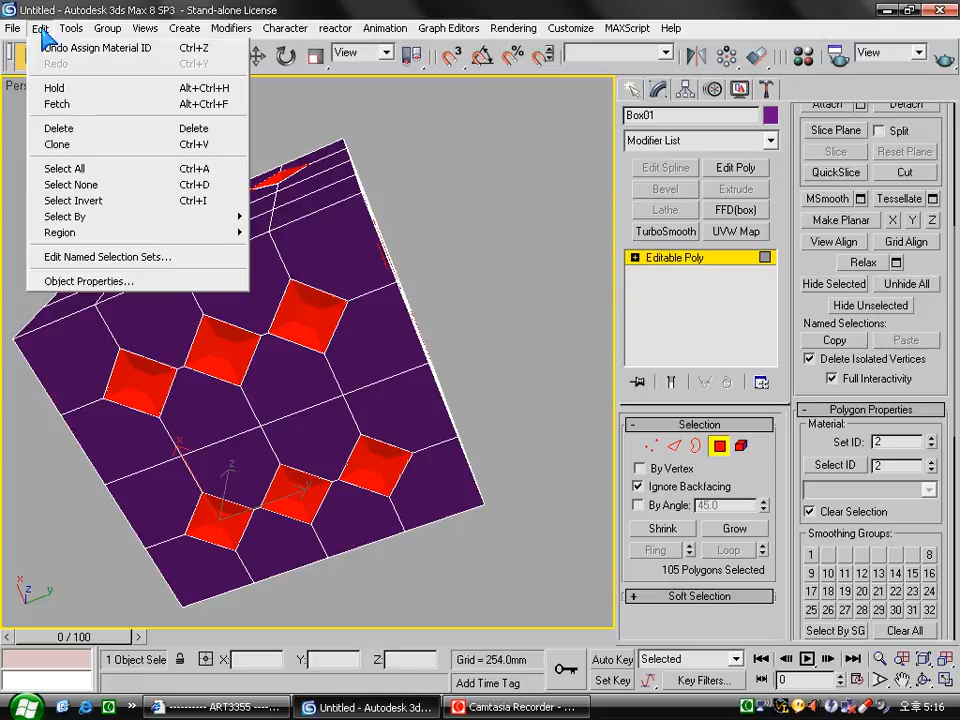 Untitled - Autodesk 3ds Max 8 SP3 - Stand-alone License
File Edit Tools Group Views Create Modifiers Character reactor Animation Graph Editors Rendering Customize MAXScript Help
Undo Assign Material ID Ctrl+Z
Redo Ctrl+Y
Hold Alt+Ctrl+H
Fetch Alt+Ctrl+F
Delete Delete
Clone Ctrl+V
Select All Ctrl+A
Select None Ctrl+D
Select Invert Ctrl+I
Select By
Region
Edit Named Selection Sets...
Object Properties...
View
View
Box01
Modifier List
Edit Spline Edit Poly
Bevel Extrude
Lathe FFD(box)
TurboSmooth UVW Map
Editable Poly
Selection
By Vertex
Ignore Backfacing
By Angle: 45.0
Shrink Grow
Ring Loop
105 Polygons Selected
Soft Selection
Attach Detach
Slice Plane Split
Slice Reset Plane
QuickSlice Cut
MSmooth Tessellate
Make Planar X Y Z
View Align Grid Align
Relax
Hide Selected Unhide All
Hide Unselected
Named Selections:
Copy Paste
Delete Isolated Vertices
Full Interactivity
Polygon Properties
Material:
Set ID: 2
Select ID 2
Clear Selection
Smoothing Groups:
1 8
9 10 11 12 13 14 15 16
17 18 19 20 21 22 23 24
25 26 27 28 29 30 31 32
Select By SG Clear All
x
z
y
x
z
y
0 / 100
1 Object Sele X: Y: Z: Grid = 254.0mm
Add Time Tag
Auto Key Selected
Set Key Key Filters...
0
---------- ART3355 ----...
Untitled - Autodesk 3d...
Camtasia Recorder - ...
오후 5:16